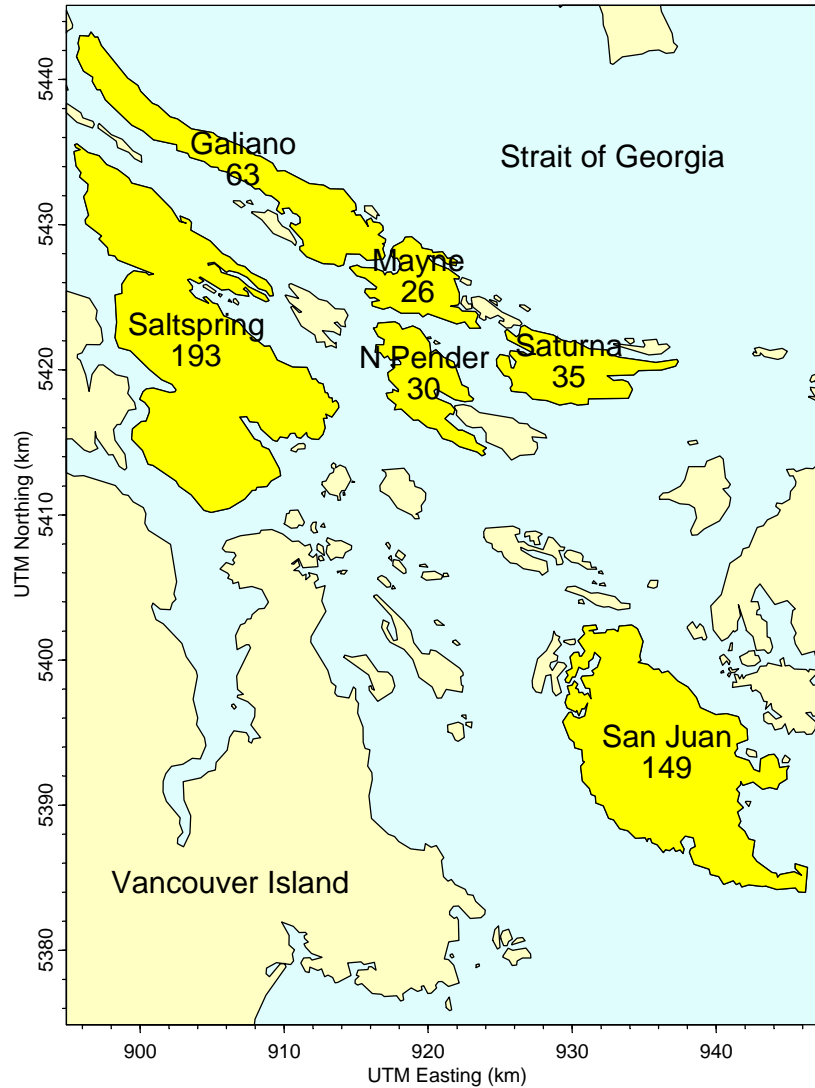 5440
5430
5420
5410
5400
5390
5380
UTM Northing (km)
Galiano
63
Strait of Georgia
Mayne
26
Saltspring
193
N Pender
30
Saturna
35
San Juan
149
Vancouver Island
900
910
920
930
940
UTM Easting (km)